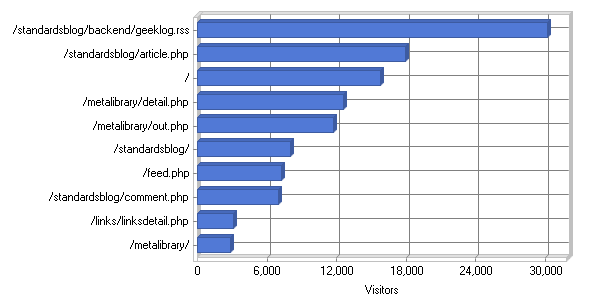 /standardsblog/backend/geeklog.rss
/standardsblog/article.php
/
/metalibrary/detail.php
/metalibrary/out.php
/standardsblog/
/feed.php
/standardsblog/comment.php
/links/linksdetail.php
/metalibrary/
0 6,000 12,000 18,000 24,000 30,000
Visitors